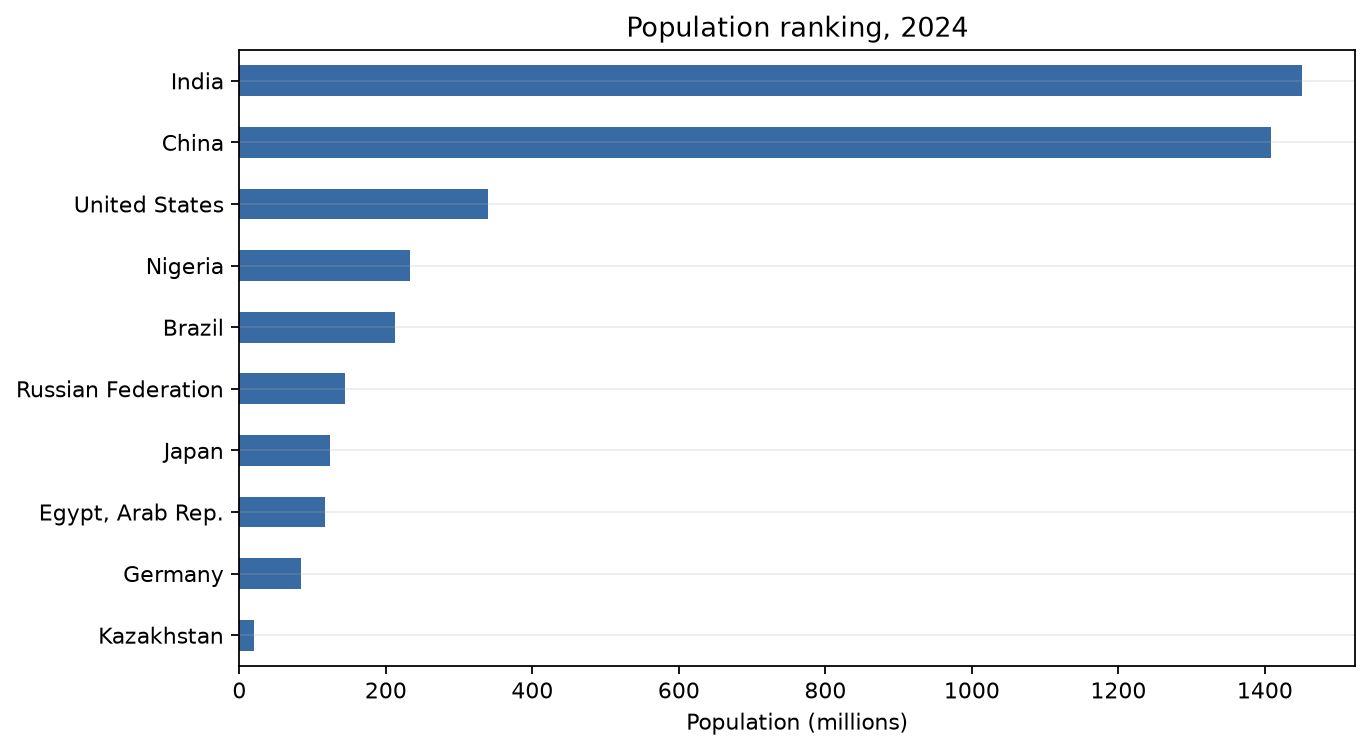 Population ranking, 2024
India
China
United States
Nigeria
Brazil
Russian Federation
Japan
Egypt, Arab Rep.
Germany
Kazakhstan
0 200 400 600 800 1000 1200 1400
Population (millions)